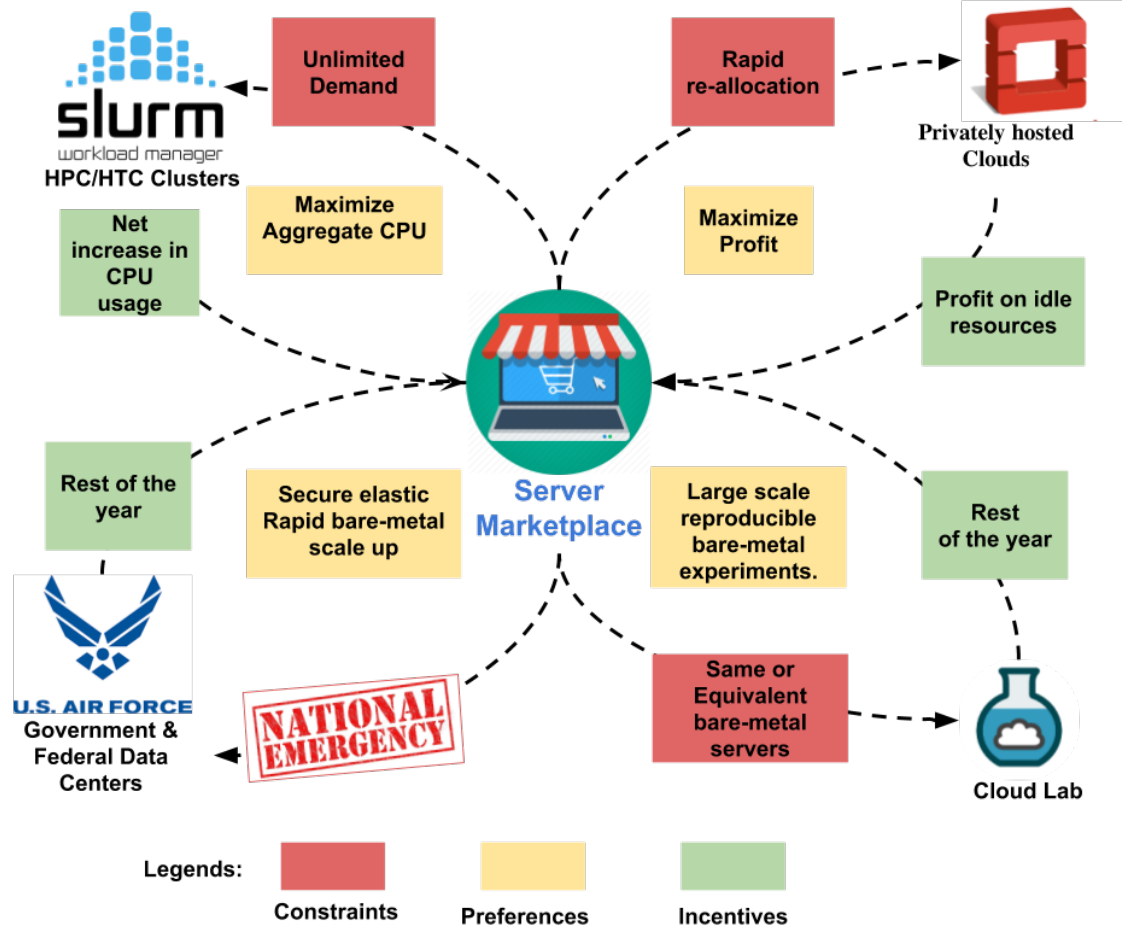 Unlimited
Demand
Rapid
re-allocation
slurm
workload manager
HPC/HTC Clusters
Privately hosted
Clouds
Maximize
Aggregate CPU
Maximize
Profit
Net
increase in
CPU
usage
Profit on idle
resources
Rest of the
year
Secure elastic
Rapid bare-metal
scale up
Server
Marketplace
Large scale
reproducible
bare-metal
experiments.
Rest
of the year
U.S. AIR FORCE
Government &
Federal Data
Centers
NATIONAL
EMERGENCY
Same or
Equivalent
bare-metal
servers
Cloud Lab
Legends:
Constraints
Preferences
Incentives